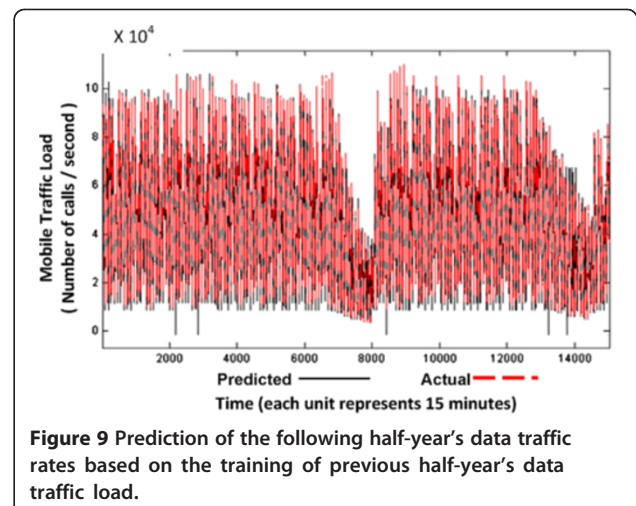 X 10^4
10
8
6
4
2
0
Mobile Traffic Load
( Number of calls / second )
2000 4000 6000 8000 10000 12000 14000
Predicted Actual
Time (each unit represents 15 minutes)
Figure 9 Prediction of the following half-year's data traffic
rates based on the training of previous half-year's data
traffic load.